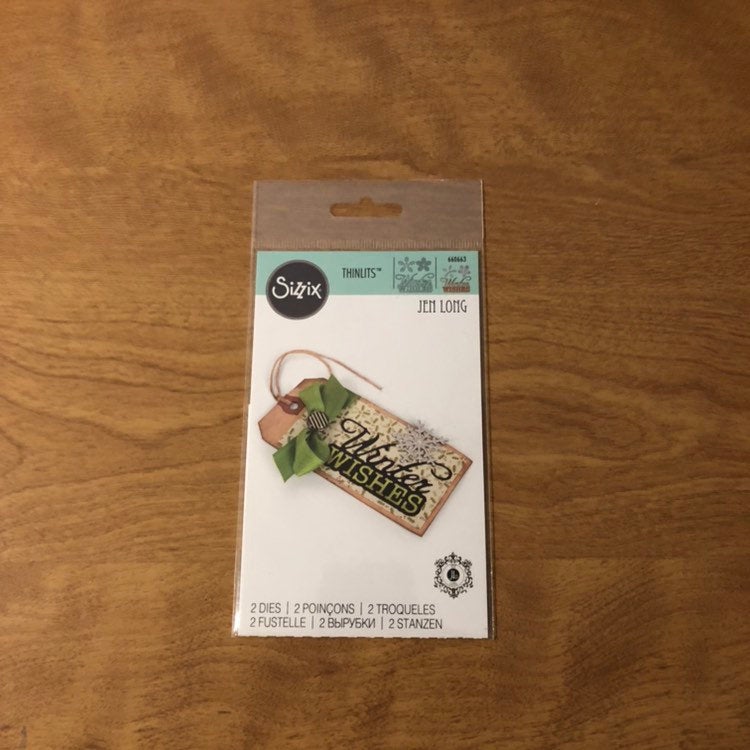 Sizzix
THINLITS™
660663
JEN LONG
Winter
WISHES
2 DIES | 2 POINÇONS | 2 TROQUELES
2 FUSTELLE | 2 ВЫРУБКИ | 2 STANZEN